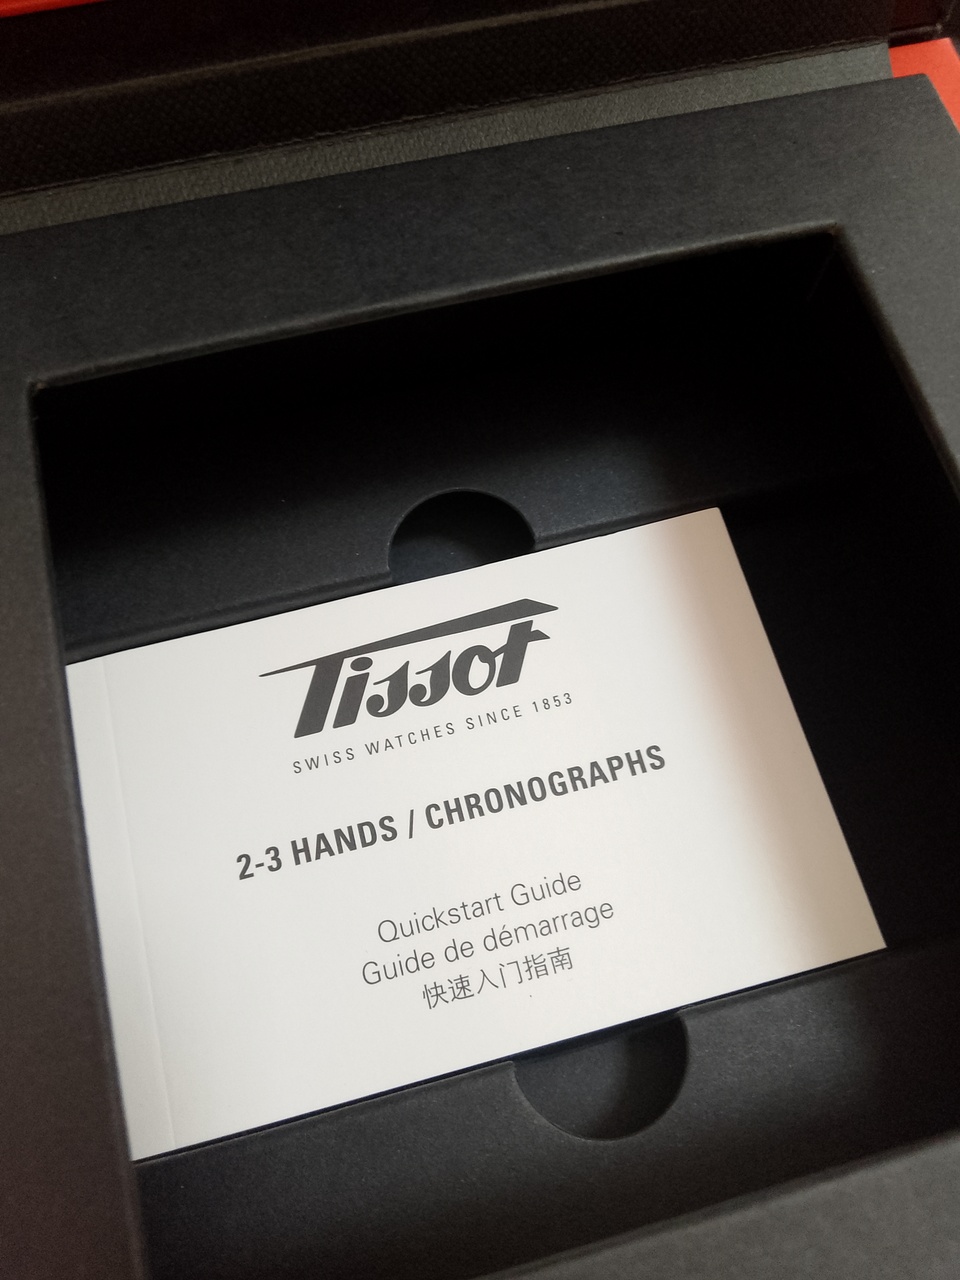 Tissot
SWISS WATCHES SINCE 1853
2-3 HANDS / CHRONOGRAPHS
Quickstart Guide
Guide de démarrage
快速入门指南